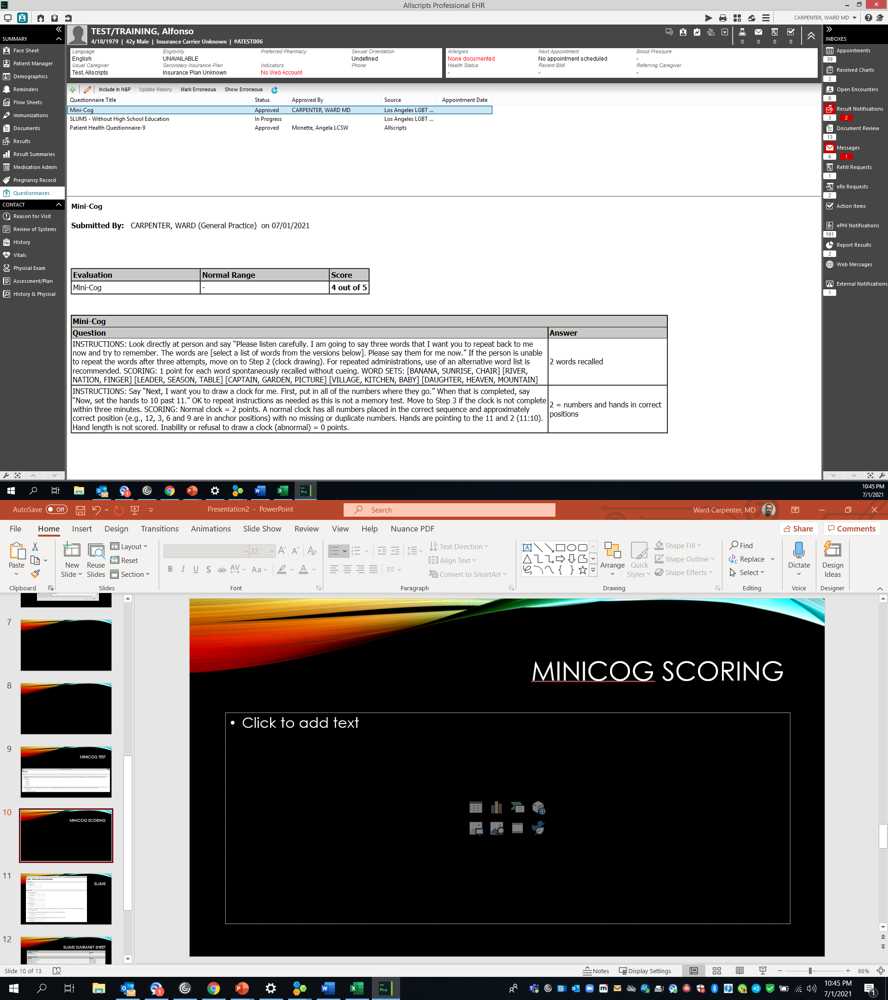 Allscripts Professional EHR
CARPENTER, WARD MD
SUMMARY
Face Sheet
Patient Manager
Demographics
Reminders
Flow Sheets
Immunizations
Documents
Results
Result Summaries
Medication Admin
Pregnancy Record
Questionnaires
CONTACT
Reason for Visit
Review of Systems
History
Vitals
Physical Exam
Assessment/Plan
History & Physical
TEST/TRAINING, Alfonso
4/18/1979 | 42y Male | Insurance Carrier Unknown | #ATEST006
0 0 0 0
Language Eligibility Preferred Pharmacy Sexual Orientation
English UNAVAILABLE Undefined
Usual Caregiver Secondary Insurance Plan Indicators Phone
Test, Allscripts Insurance Plan Unknown No Web Account
Allergies Next Appointment Blood Pressure
None documented No appointment scheduled -
Health Status Recent BMI Referring Caregiver
- - -
Include In H&P Update History Mark Erroneous Show Erroneous
Questionnaire Title Status Approved By Source Appointment Date
Mini-Cog Approved CARPENTER, WARD MD Los Angeles LGBT ...
SLUMS - Without High School Education In Progress Los Angeles LGBT ...
Patient Health Questionnaire-9 Approved Monette, Angela LCSW Allscripts
Mini-Cog
Submitted By: CARPENTER, WARD (General Practice) on 07/01/2021
Evaluation Normal Range Score
Mini-Cog - 4 out of 5
Mini-Cog
Question Answer
INSTRUCTIONS: Look directly at person and say “Please listen carefully. I am going to say three words that I want you to repeat back to me
now and try to remember. The words are [select a list of words from the versions below]. Please say them for me now.” If the person is unable
to repeat the words after three attempts, move on to Step 2 (clock drawing). For repeated administrations, use of an alternative word list is
recommended. SCORING: 1 point for each word spontaneously recalled without cueing. WORD SETS: [BANANA, SUNRISE, CHAIR] [RIVER,
NATION, FINGER] [LEADER, SEASON, TABLE] [CAPTAIN, GARDEN, PICTURE] [VILLAGE, KITCHEN, BABY] [DAUGHTER, HEAVEN, MOUNTAIN]
2 words recalled
INSTRUCTIONS: Say “Next, I want you to draw a clock for me. First, put in all of the numbers where they go.” When that is completed, say
“Now, set the hands to 10 past 11.” OK to repeat instructions as needed as this is not a memory test. Move to Step 3 if the clock is not complete
within three minutes. SCORING: Normal clock = 2 points. A normal clock has all numbers placed in the correct sequence and approximately
correct position (e.g., 12, 3, 6 and 9 are in anchor positions) with no missing or duplicate numbers. Hands are pointing to the 11 and 2 (11:10).
Hand length is not scored. Inability or refusal to draw a clock (abnormal) = 0 points.
2 = numbers and hands in correct
positions
INBOXES
Appointments
39
Received Charts
2
Open Encounters
8
Result Notifications
3 2
Document Review
13
Messages
6 1
Refill Requests
1
eRx Requests
2
Action Items
ePHI Notifications
191
Report Results
2
Web Messages
External Notifications
1
10:45 PM
7/1/2021
AutoSave Off Presentation2 - PowerPoint Search Ward Carpenter, MD
File Home Insert Design Transitions Animations Slide Show Review View Help Nuance PDF Share Comments
Paste
Clipboard
New
Slide
Reuse
Slides
Layout
Reset
Section
Slides
22
Font
Paragraph
Text Direction
Align Text
Convert to SmartArt
Arrange
Quick
Styles
Shape Fill
Shape Outline
Shape Effects
Drawing
Find
Replace
Select
Editing
Dictate
Voice
Design
Ideas
Designer
7
8
9
MINICOG TEST
10
MINICOG SCORING
11
SLUMS
12
SLUMS SUMMARY SHEET
MINICOG SCORING
• Click to add text
Slide 10 of 13 Notes Display Settings 86%
10:45 PM
7/1/2021